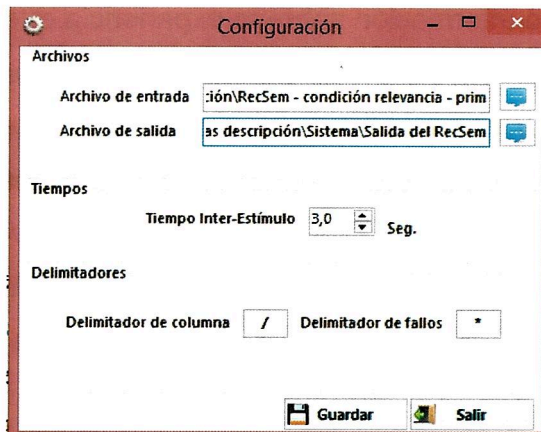 Configuración
Archivos
Archivo de entrada ción\RecSem - condición relevancia - prim
Archivo de salida as descripción\Sistema\Salida del RecSem
Tiempos
Tiempo Inter-Estímulo 3,0 Seg.
Delimitadores
Delimitador de columna / Delimitador de fallos *
Guardar Salir